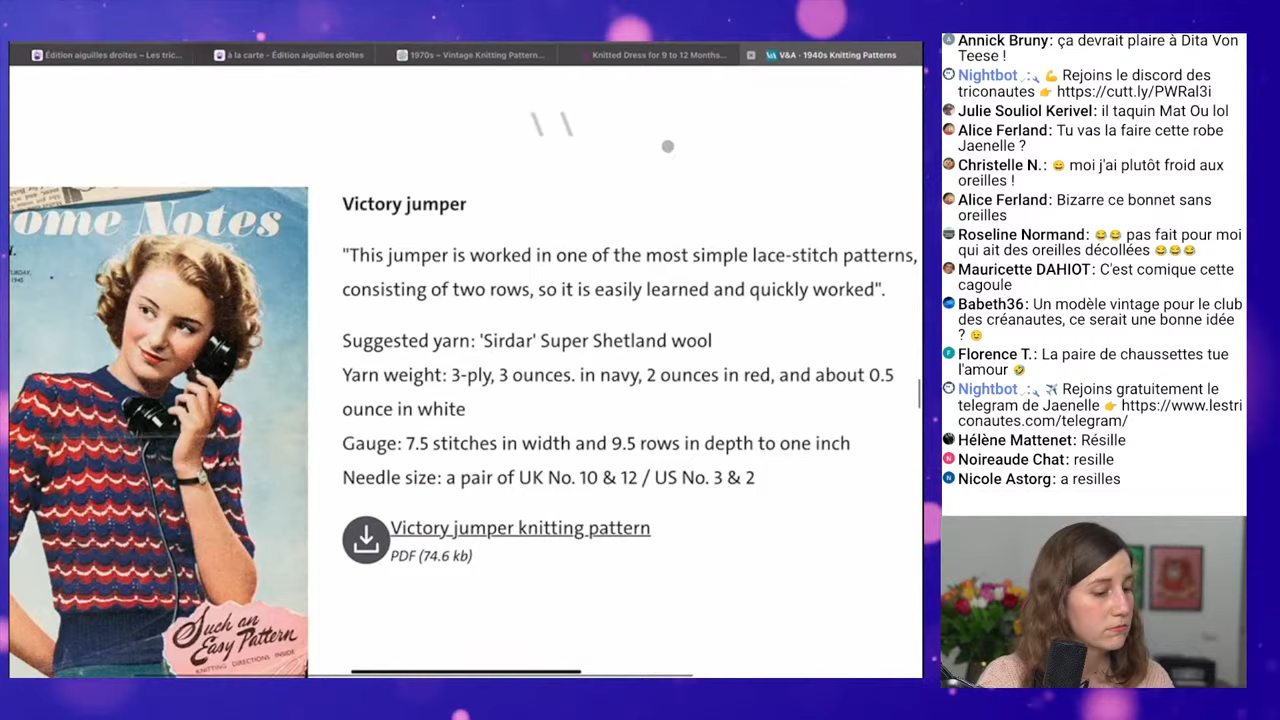 Édition aiguilles droites – Les tric...
à la carte - Édition aiguilles droites
1970s – Vintage Knitting Pattern...
Knitted Dress for 9 to 12 Months...
V&A - 1940s Knitting Patterns
ome Notes
1945
Such an
Easy Pattern
KNITTING DIRECTIONS INSIDE
Victory jumper
"This jumper is worked in one of the most simple lace-stitch patterns,
consisting of two rows, so it is easily learned and quickly worked".
Suggested yarn: 'Sirdar' Super Shetland wool
Yarn weight: 3-ply, 3 ounces. in navy, 2 ounces in red, and about 0.5
ounce in white
Gauge: 7.5 stitches in width and 9.5 rows in depth to one inch
Needle size: a pair of UK No. 10 & 12 / US No. 3 & 2
Victory jumper knitting pattern
PDF (74.6 kb)
Annick Bruny: ça devrait plaire à Dita Von
Teese !
Nightbot : 💪 Rejoins le discord des
triconautes 👉 https://cutt.ly/PWRal3i
Julie Souliol Kerivel: il taquin Mat Ou lol
Alice Ferland: Tu vas la faire cette robe
Jaenelle ?
Christelle N.: 😄 moi j'ai plutôt froid aux
oreilles !
Alice Ferland: Bizarre ce bonnet sans
oreilles
Roseline Normand: 😂😂 pas fait pour moi
qui ait des oreilles décollées 😂😂😂
Mauricette DAHIOT: C'est comique cette
cagoule
Babeth36: Un modèle vintage pour le club
des créanautes, ce serait une bonne idée
? 😉
Florence T.: La paire de chaussettes tue
l'amour 🤣
Nightbot : ✈️ Rejoins gratuitement le
telegram de Jaenelle 👉 https://www.lestri
conautes.com/telegram/
Hélène Mattenet: Résille
Noireaude Chat: resille
Nicole Astorg: a resilles